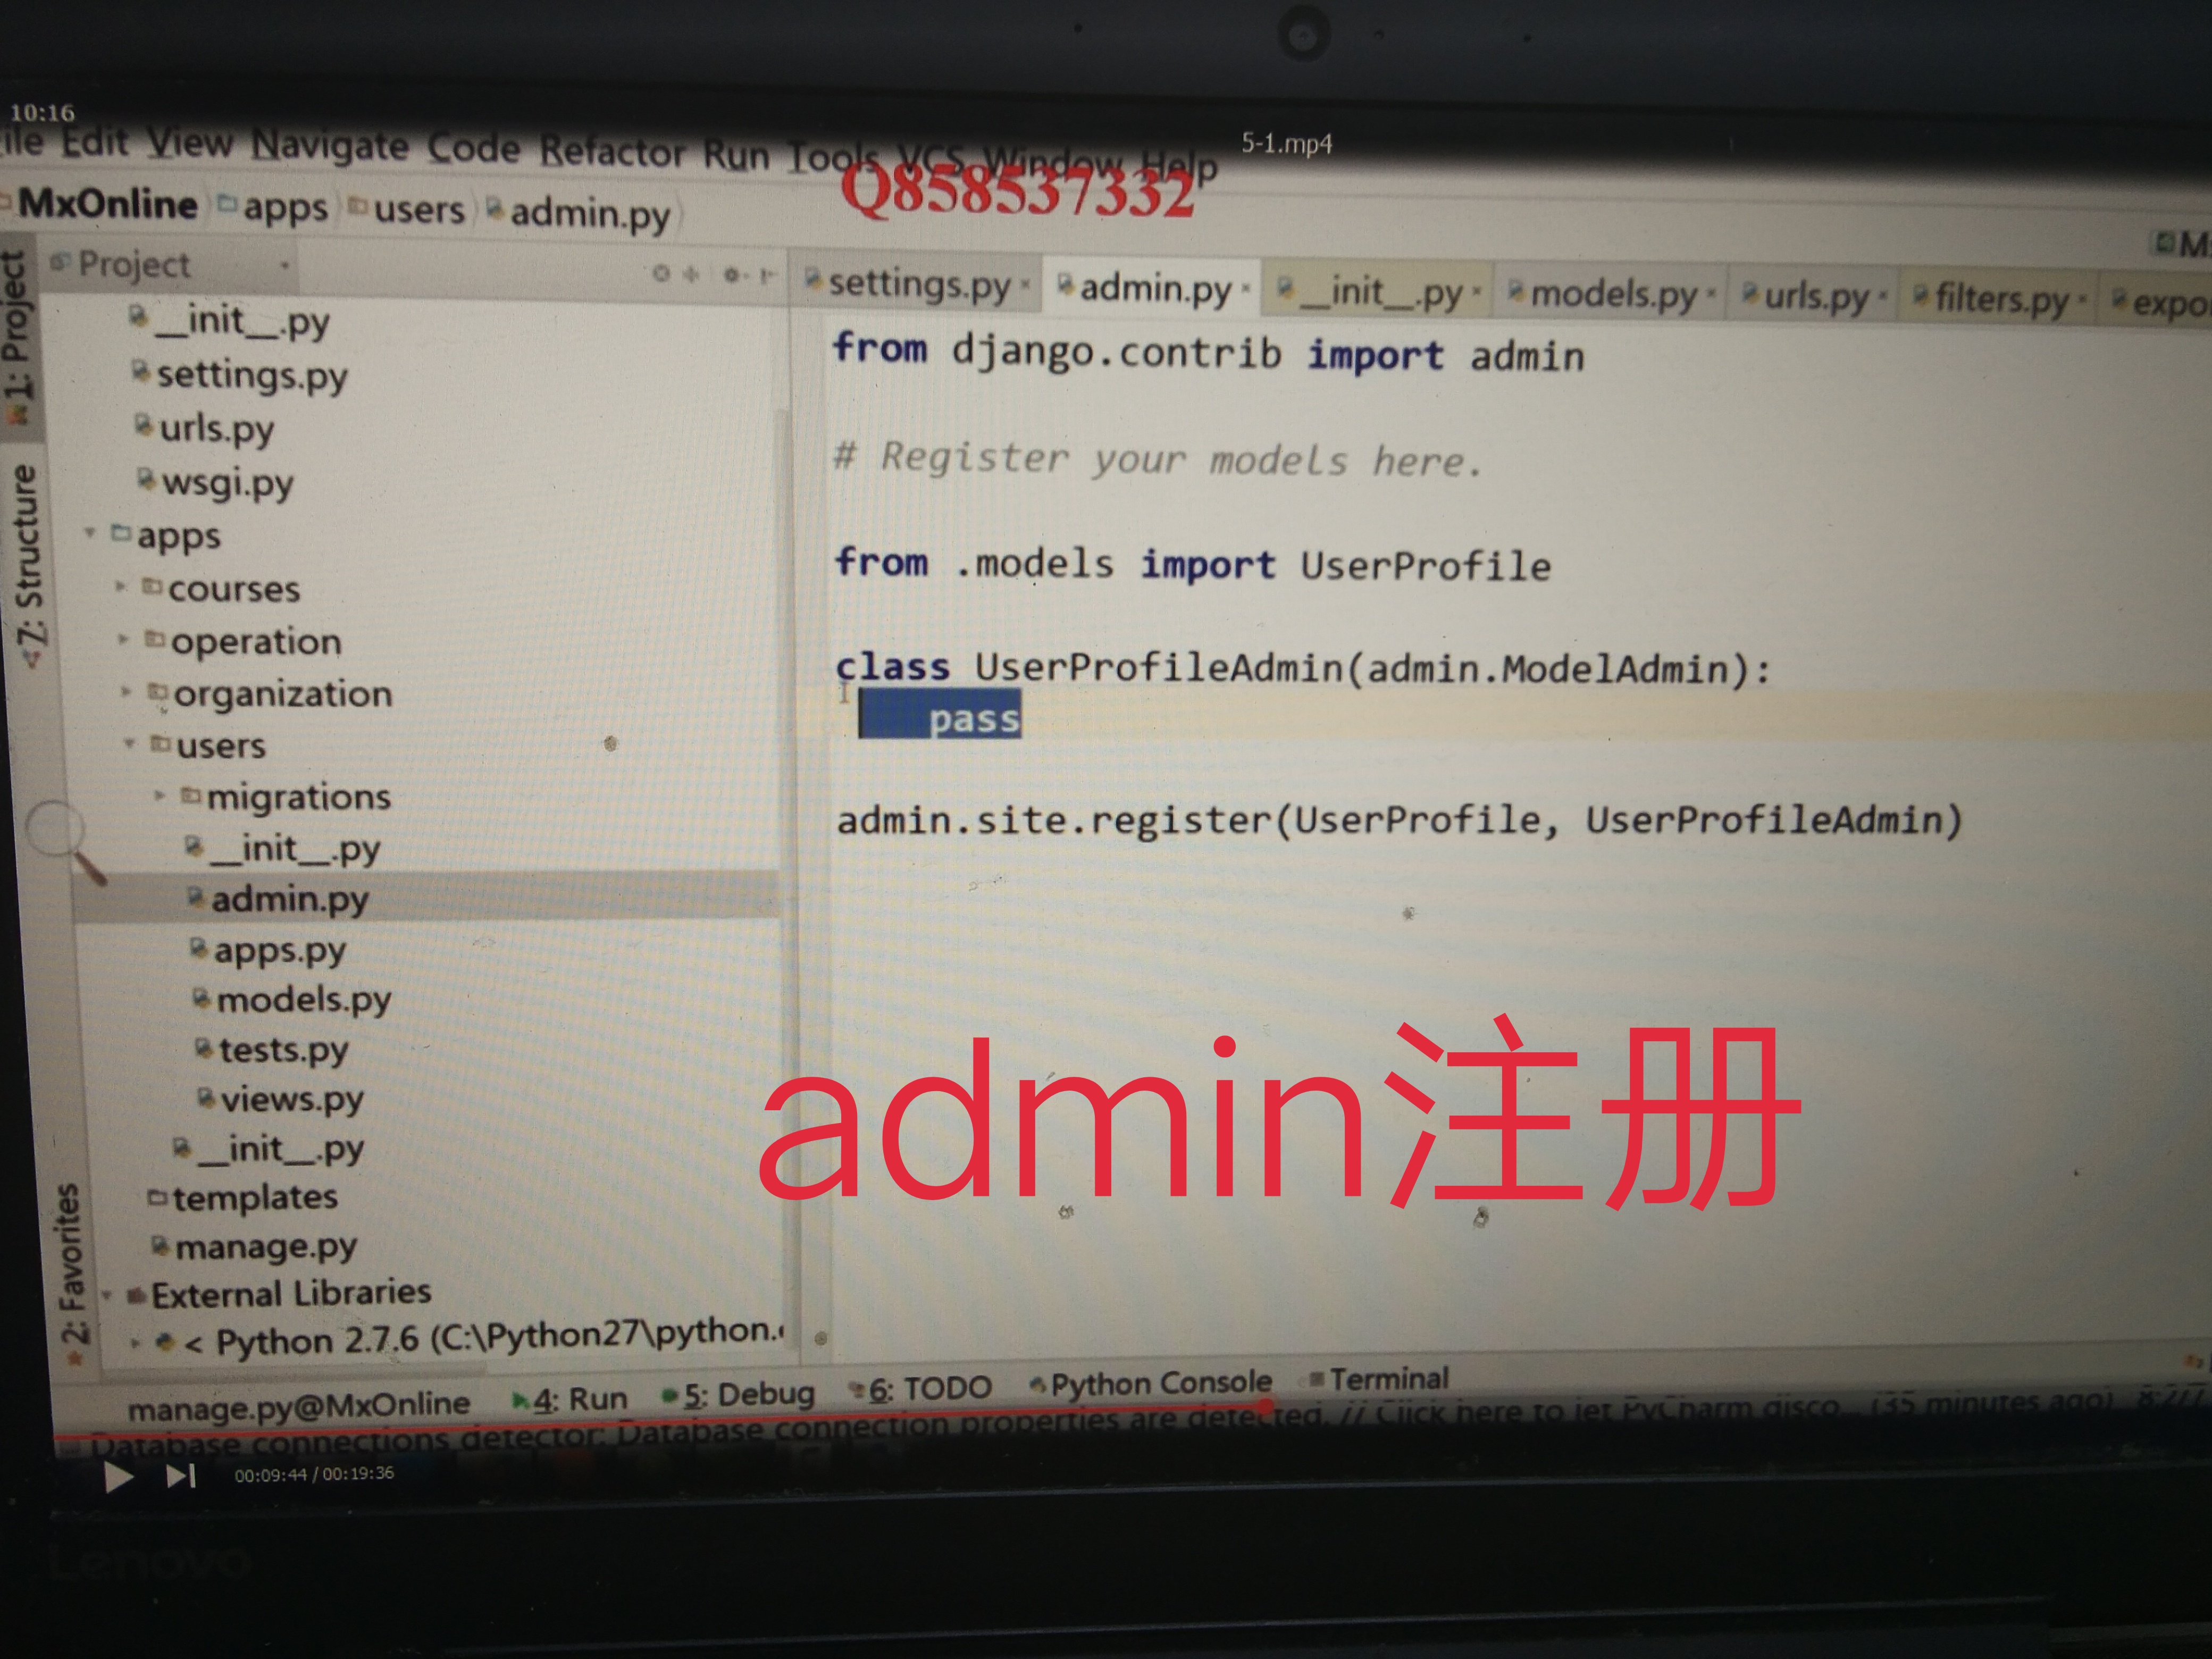 10:16
5-1.mp4
ile Edit View Navigate Code Refactor Run Tools VCS Window Help
Q858537332
MxOnline apps users admin.py
1: Project
7: Structure
2: Favorites
Project
__init__.py
settings.py
urls.py
wsgi.py
apps
courses
operation
organization
users
migrations
__init__.py
admin.py
apps.py
models.py
tests.py
views.py
__init__.py
templates
manage.py
External Libraries
< Python 2.7.6 (C:\Python27\python.
settings.py admin.py __init__.py models.py urls.py filters.py expo
from django.contrib import admin
# Register your models here.
from .models import UserProfile
class UserProfileAdmin(admin.ModelAdmin):
pass
admin.site.register(UserProfile, UserProfileAdmin)
admin注册
manage.py@MxOnline 4: Run 5: Debug 6: TODO Python Console Terminal
Database connections detector: Database connection properties are detected. // Click here to let PyCharm disco... (35 minutes ago)
00:09:44 / 00:19:36
Lenovo